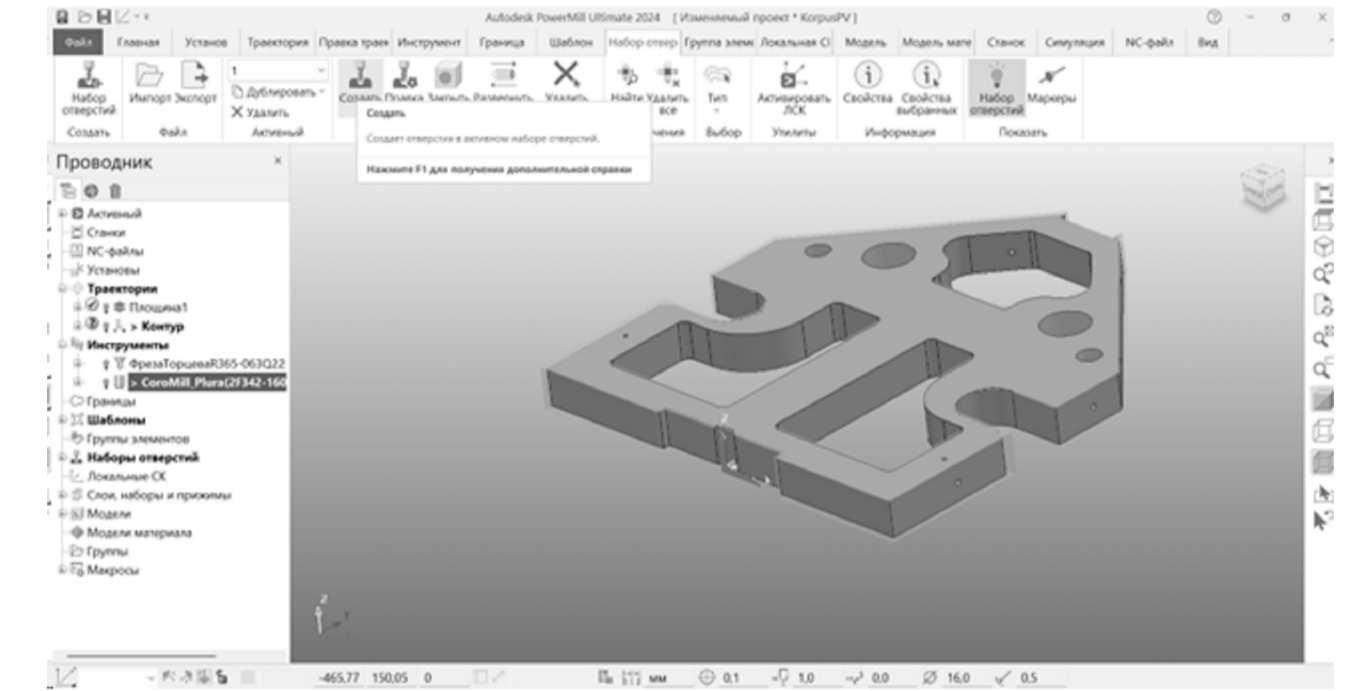 Autodesk PowerMill Ultimate 2024 [ Изменяемый проект * KorpusPV ]
Файл Главная Установ Траектория Правка траек Инструмент Граница Шаблон Набор отвер Группа элем Локальная С Модель Модель мате Станок Симуляция NC-файл Вид
Набор отверстий
Импорт Экспорт
1
Дублировать
Удалить
Создать Правка Закрыть Развернуть Удалить
Найти Удалить все
Тип
Активировать ЛСК
Свойства Свойства выбранных
Набор отверстий
Маркеры
Создать Файл Активный чения Выбор Утилиты Информация Показать
Создать
Создает отверстия в активном наборе отверстий.
Нажмите F1 для получения дополнительной справки
Проводник
Активный
Станки
NC-файлы
Установы
Траектории
Площина1
> Контур
Инструменты
ФрезаТорцеваR365-063Q22
> CoroMill_Plura(2F342-160
Границы
Шаблоны
Группы элементов
Наборы отверстий
Локальные СК
Слои, наборы и прижимы
Модели
Модели материала
Группы
Макросы
Z
Y
-465,77 150,05 0 мм 0,1 1,0 0,0 16,0 0,5